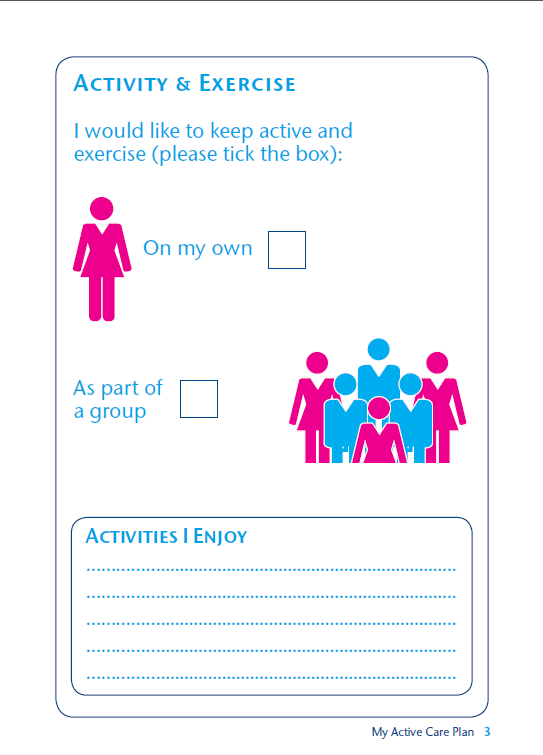 ACTIVITY & EXERCISE
I would like to keep active and
exercise (please tick the box):
On my own
As part of
a group
ACTIVITIES I ENJOY
My Active Care Plan 3